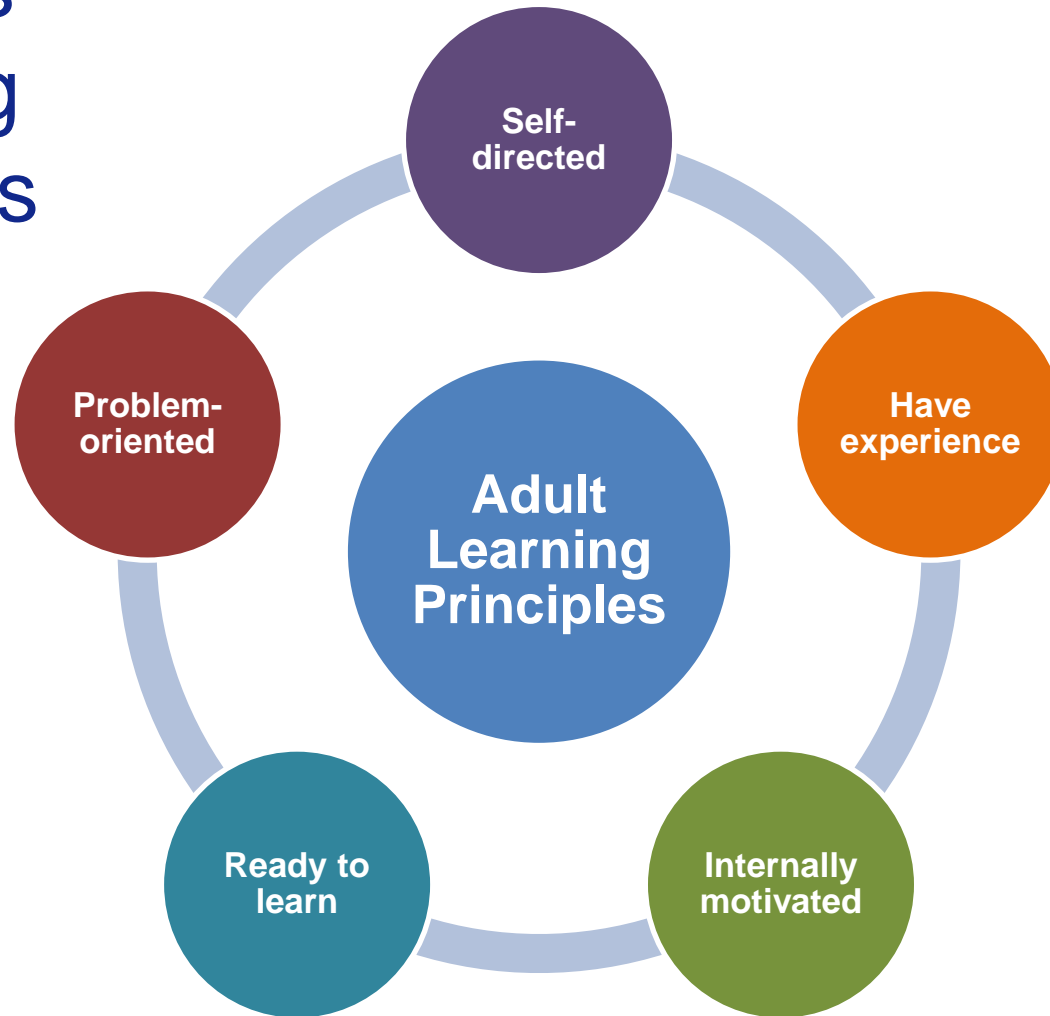 Self-
directed
Have
experience
Internally
motivated
Ready to
learn
Problem-
oriented
Adult
Learning
Principles